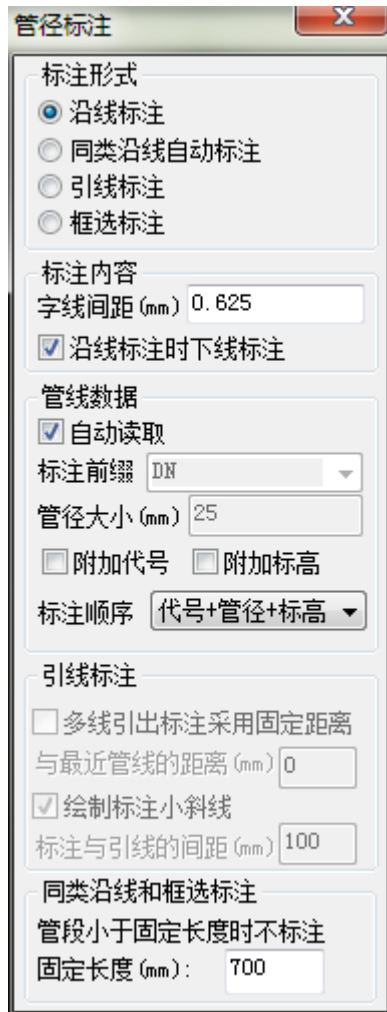 管径标注
标注形式
沿线标注
同类沿线自动标注
引线标注
框选标注
标注内容
字线间距(mm) 0.625
沿线标注时下线标注
管线数据
自动读取
标注前缀 DN
管径大小(mm) 25
附加代号 附加标高
标注顺序 代号+管径+标高
引线标注
多线引出标注采用固定距离
与最近管线的距离(mm) 0
绘制标注小斜线
标注与引线的间距(mm) 100
同类沿线和框选标注
管段小于固定长度时不标注
固定长度(mm): 700